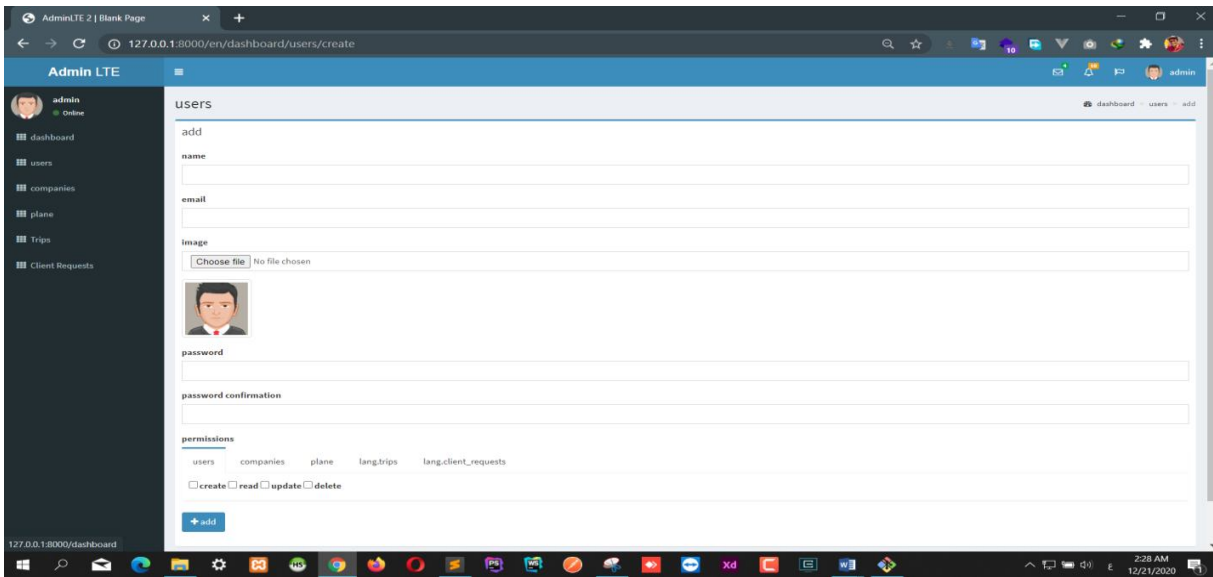 AdminLTE 2 | Blank Page
127.0.0.1:8000/en/dashboard/users/create
10
Admin LTE
admin
admin
Online
users
dashboard
users
add
dashboard
users
companies
plane
Trips
Client Requests
add
name
email
image
Choose file No file chosen
password
password confirmation
permissions
users companies plane lang.trips lang.client_requests
create read update delete
+ add
127.0.0.1:8000/dashboard
2:28 AM
12/21/2020
ع